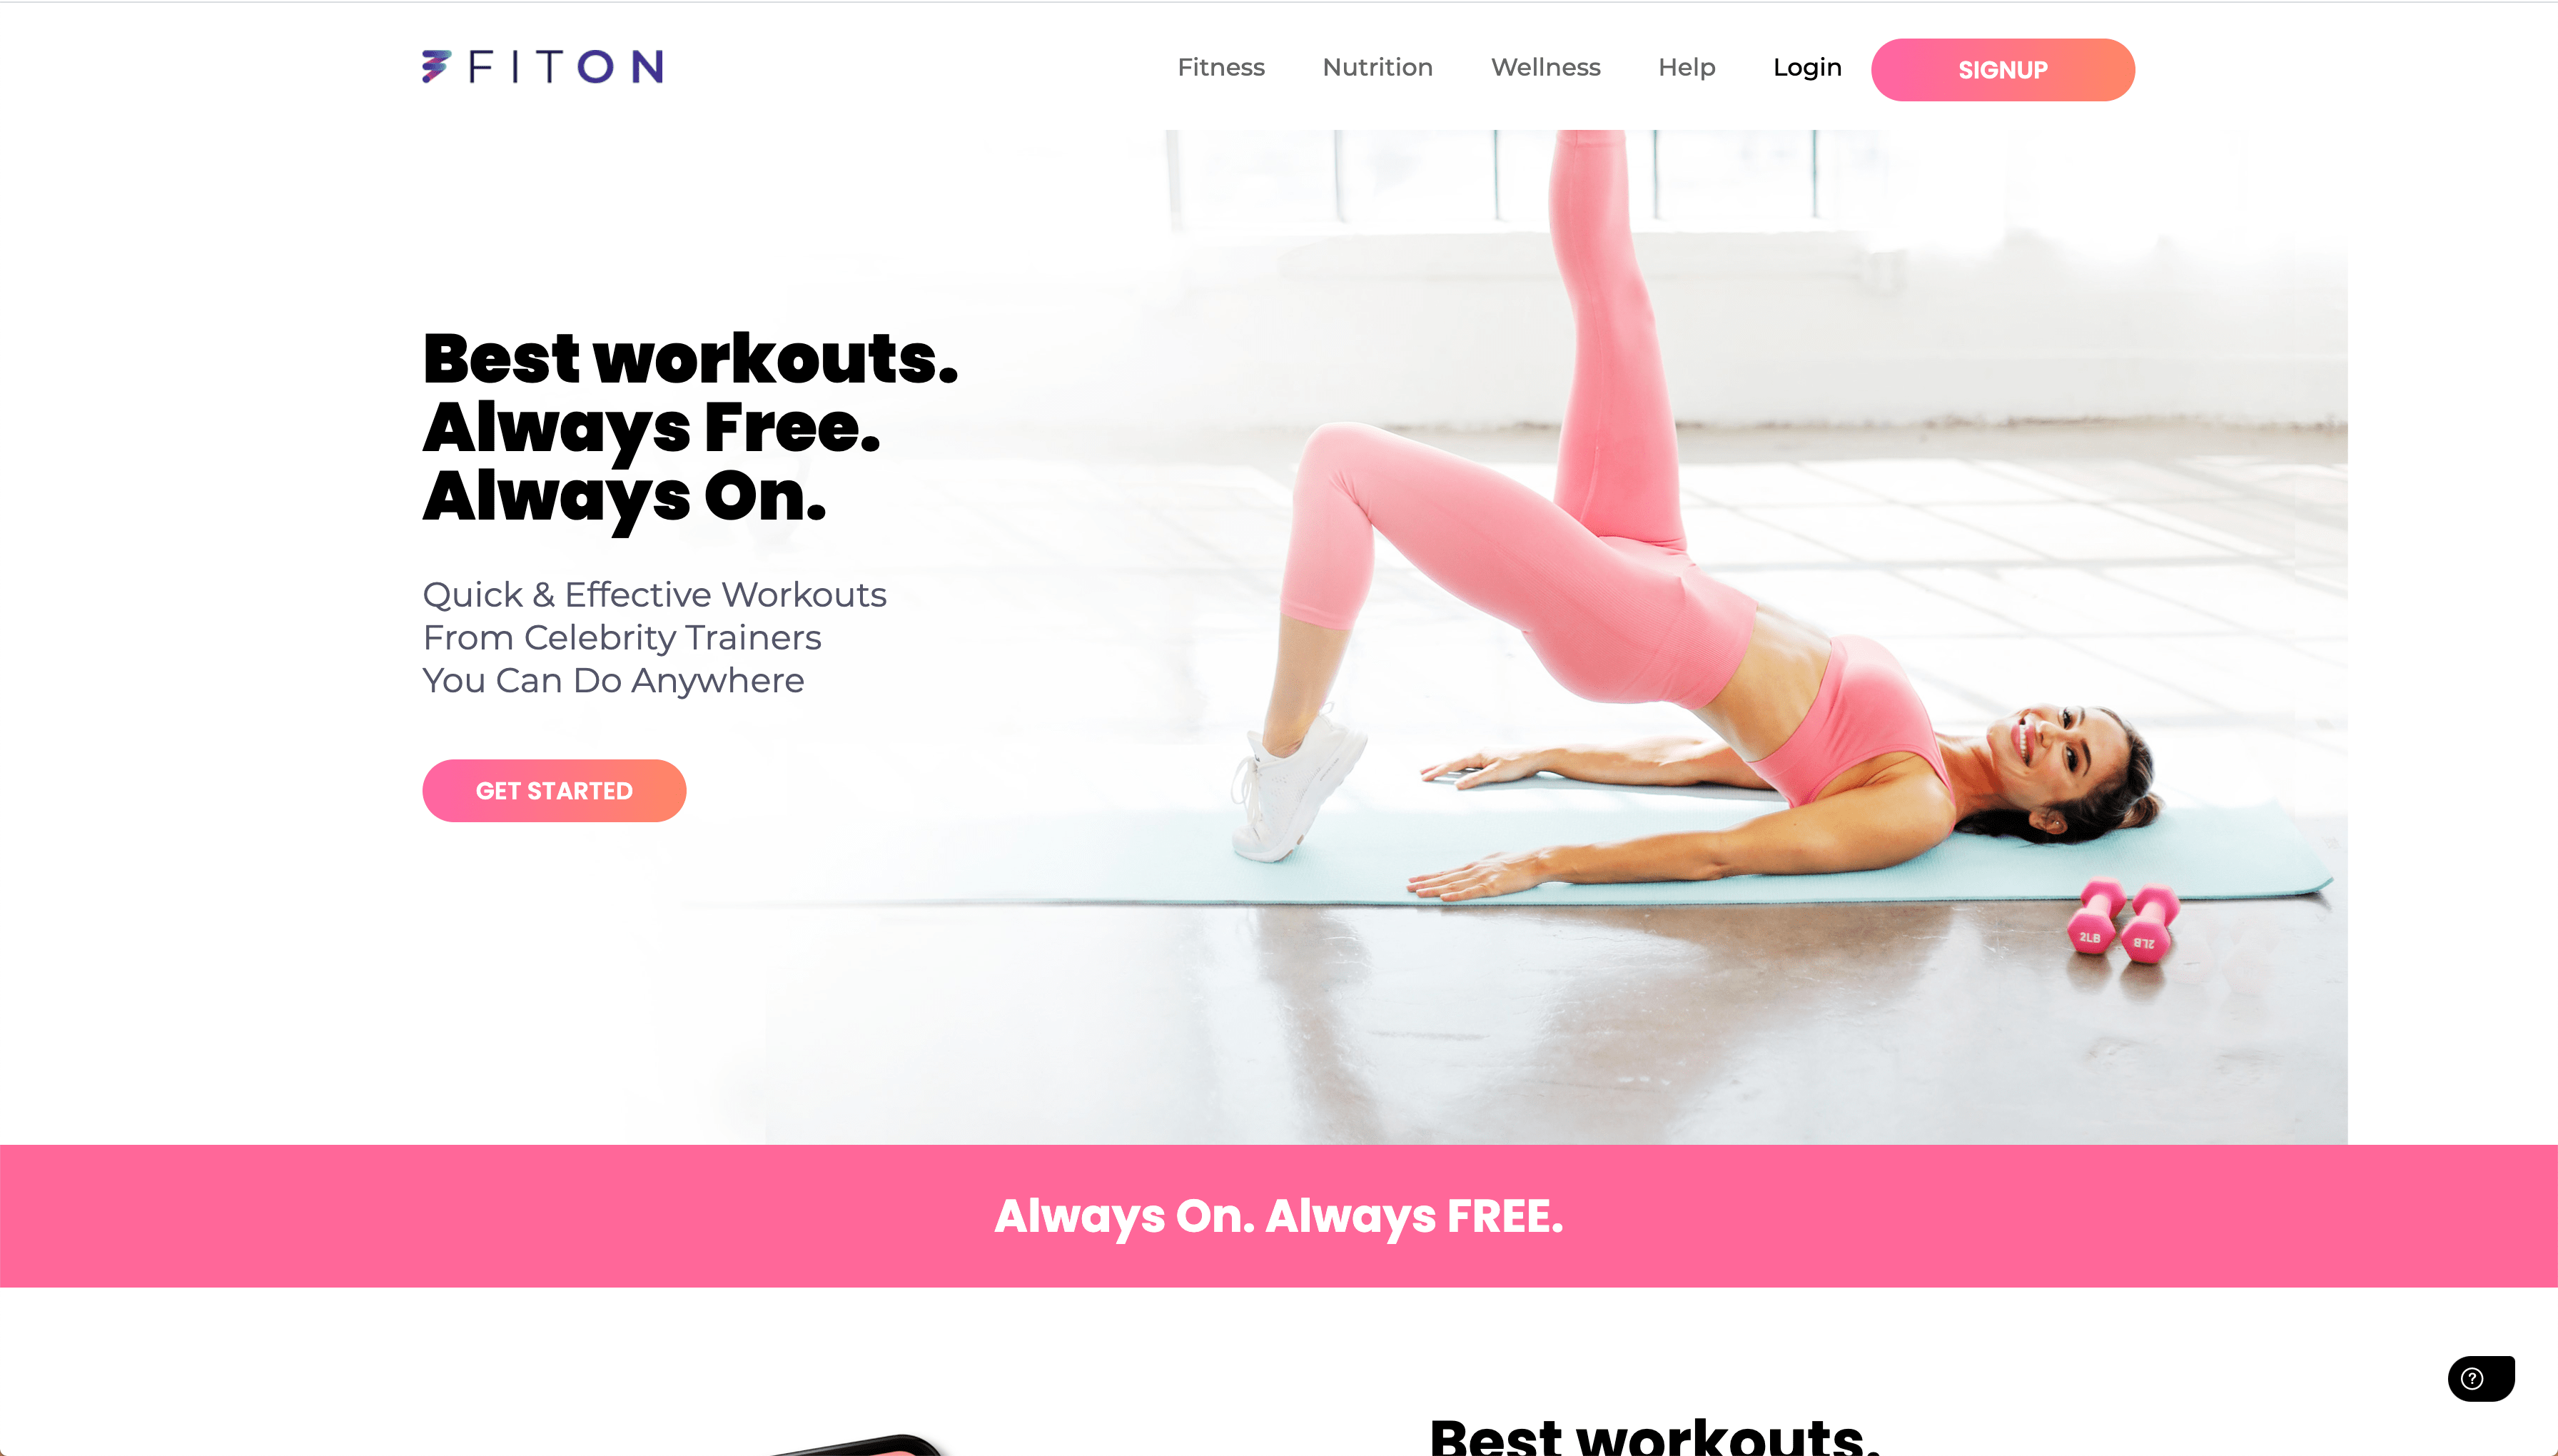 FITON
Fitness
Nutrition
Wellness
Help
Login
SIGNUP
Best workouts.
Always Free.
Always On.
Quick & Effective Workouts
From Celebrity Trainers
You Can Do Anywhere
GET STARTED
2LB
2LB
Always On. Always FREE.
?
Best workouts.